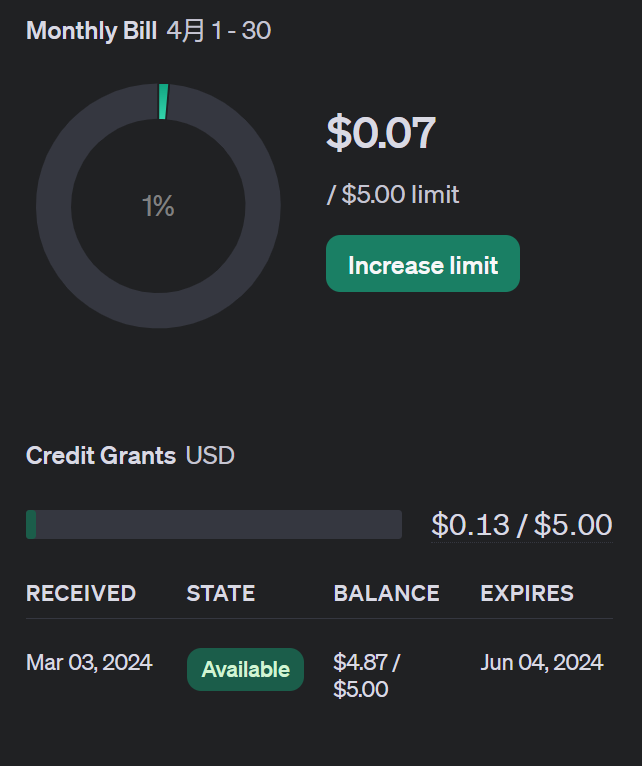 Monthly Bill 4月 1 - 30
$0.07
1%
/ $5.00 limit
Increase limit
Credit Grants USD
$0.13 / $5.00
RECEIVED STATE BALANCE EXPIRES
Mar 03, 2024 Available $4.87 / Jun 04, 2024
$5.00